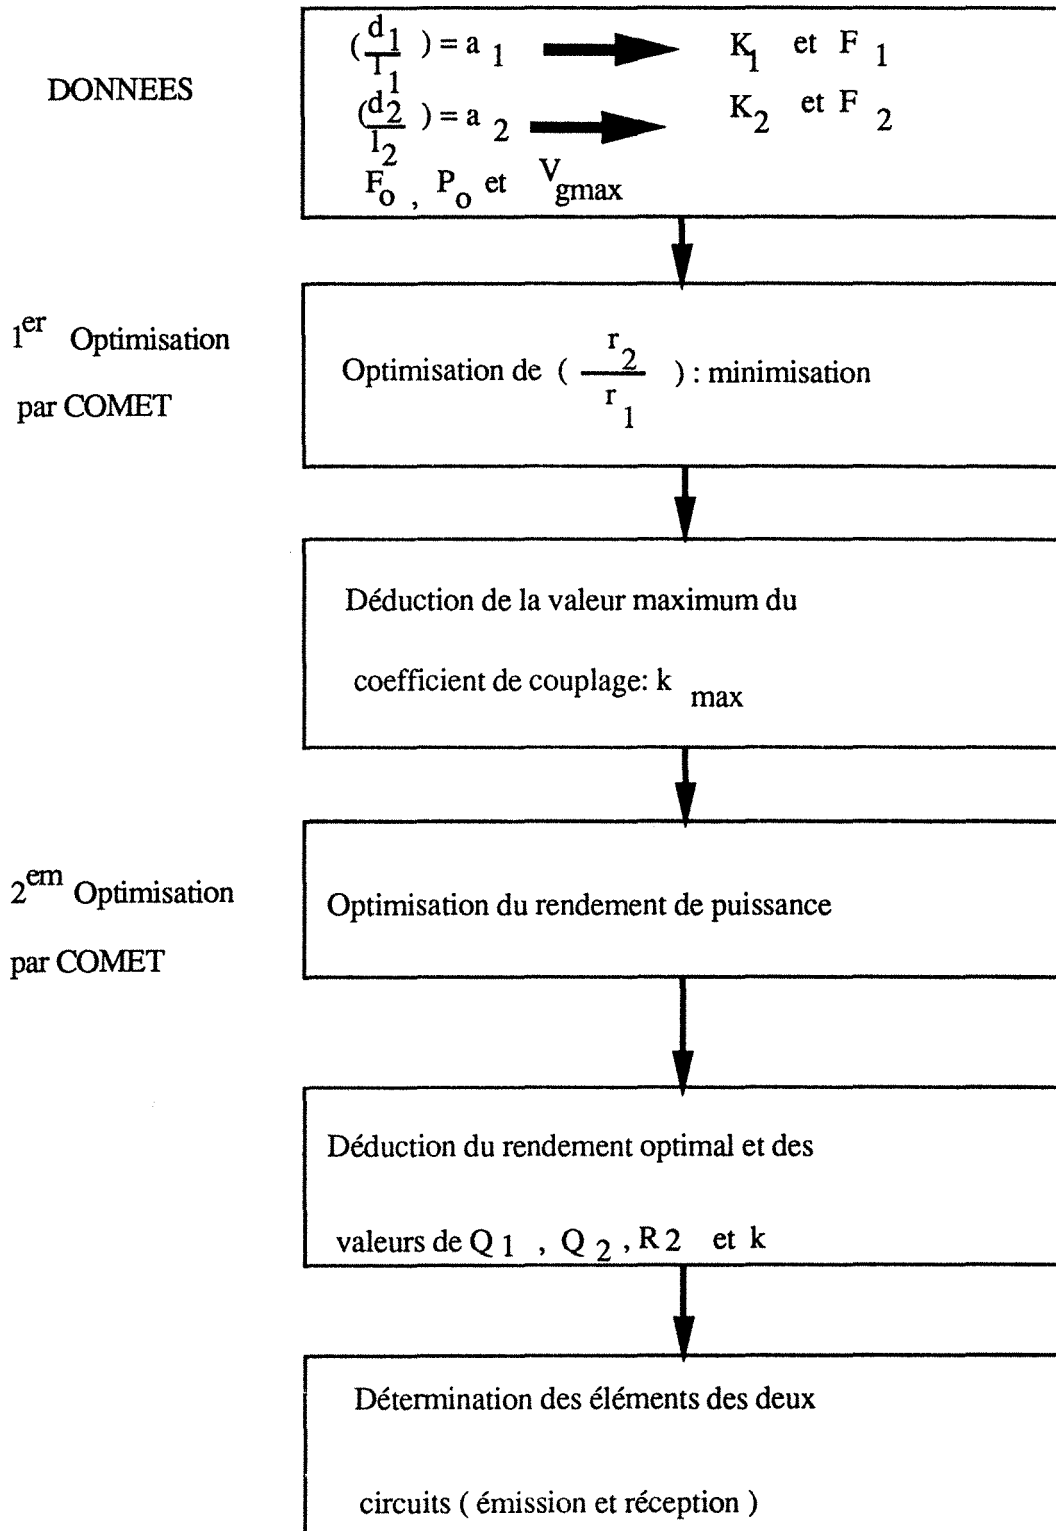 DONNEES
(d1/l1) = a1 K1 et F1
(d2/l2) = a2 K2 et F2
Fo , Po et Vgmax
1er Optimisation
par COMET
Optimisation de ( r2/r1 ) : minimisation
Déduction de la valeur maximum du
coefficient de couplage: k max
2em Optimisation
par COMET
Optimisation du rendement de puissance
Déduction du rendement optimal et des
valeurs de Q1 , Q2 , R2 et k
Détermination des éléments des deux
circuits ( émission et réception )